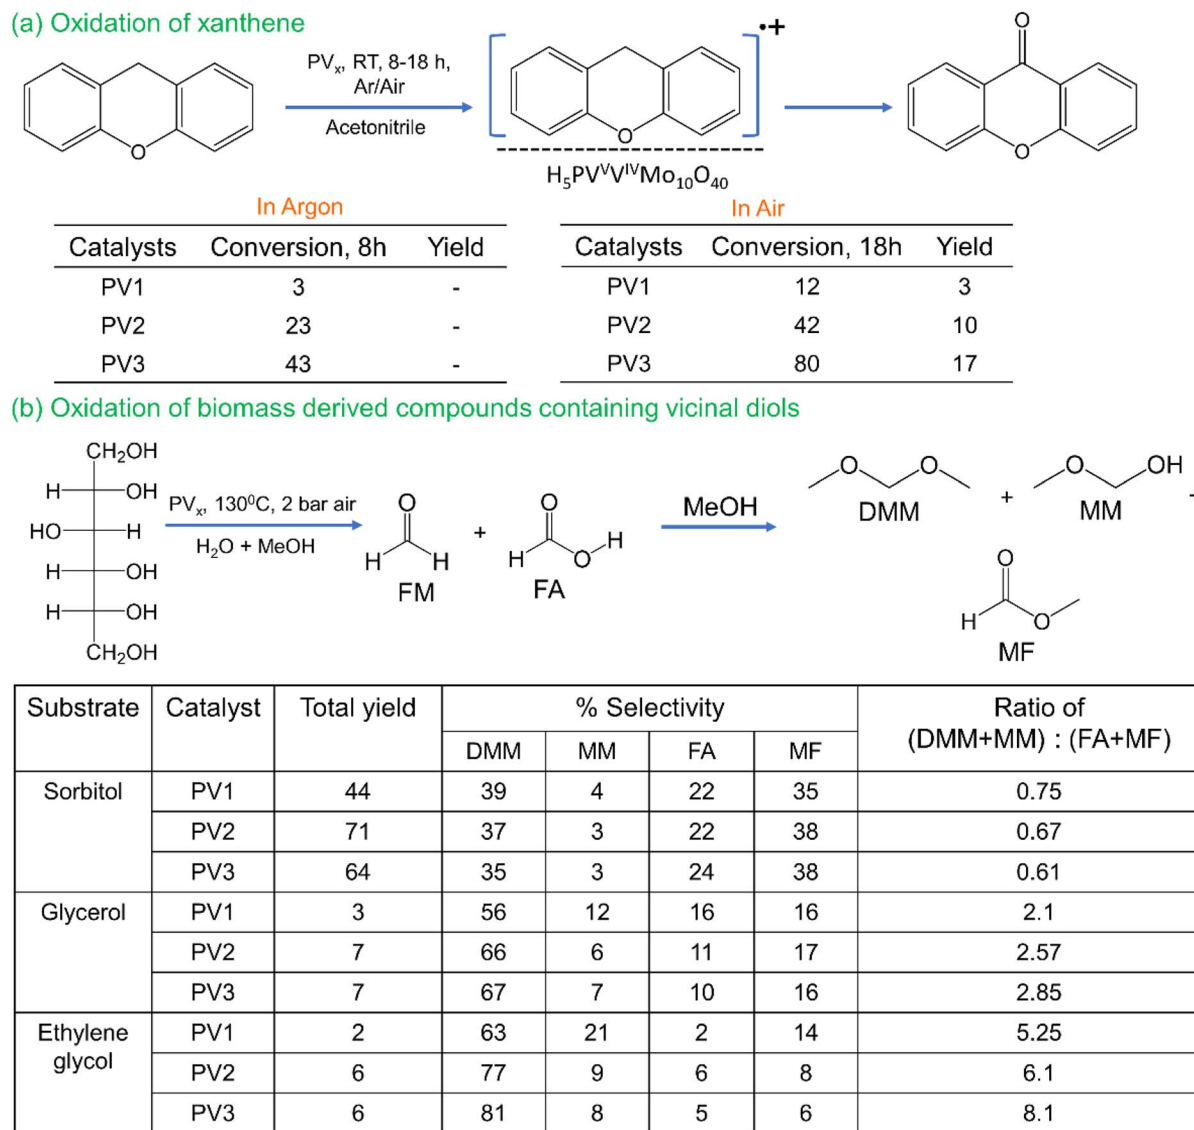 (a) Oxidation of xanthene
PVₓ, RT, 8-18 h,
Ar/Air
Acetonitrile
•+
O
O
O
O
H₅PVⱽVᴵⱽMo₁₀O₄₀
In Argon
Catalysts Conversion, 8h Yield
PV1 3 -
PV2 23 -
PV3 43 -
In Air
Catalysts Conversion, 18h Yield
PV1 12 3
PV2 42 10
PV3 80 17
(b) Oxidation of biomass derived compounds containing vicinal diols
CH₂OH
H OH
HO H
H OH
H OH
CH₂OH
PVₓ, 130⁰C, 2 bar air
H₂O + MeOH
O
H H
FM
+
O
H O H
FA
MeOH
O O
DMM
+
O OH
MM
+
O
H O
MF
Substrate Catalyst Total yield % Selectivity Ratio of
(DMM+MM) : (FA+MF)
DMM MM FA MF
Sorbitol PV1 44 39 4 22 35 0.75
PV2 71 37 3 22 38 0.67
PV3 64 35 3 24 38 0.61
Glycerol PV1 3 56 12 16 16 2.1
PV2 7 66 6 11 17 2.57
PV3 7 67 7 10 16 2.85
Ethylene
glycol PV1 2 63 21 2 14 5.25
PV2 6 77 9 6 8 6.1
PV3 6 81 8 5 6 8.1